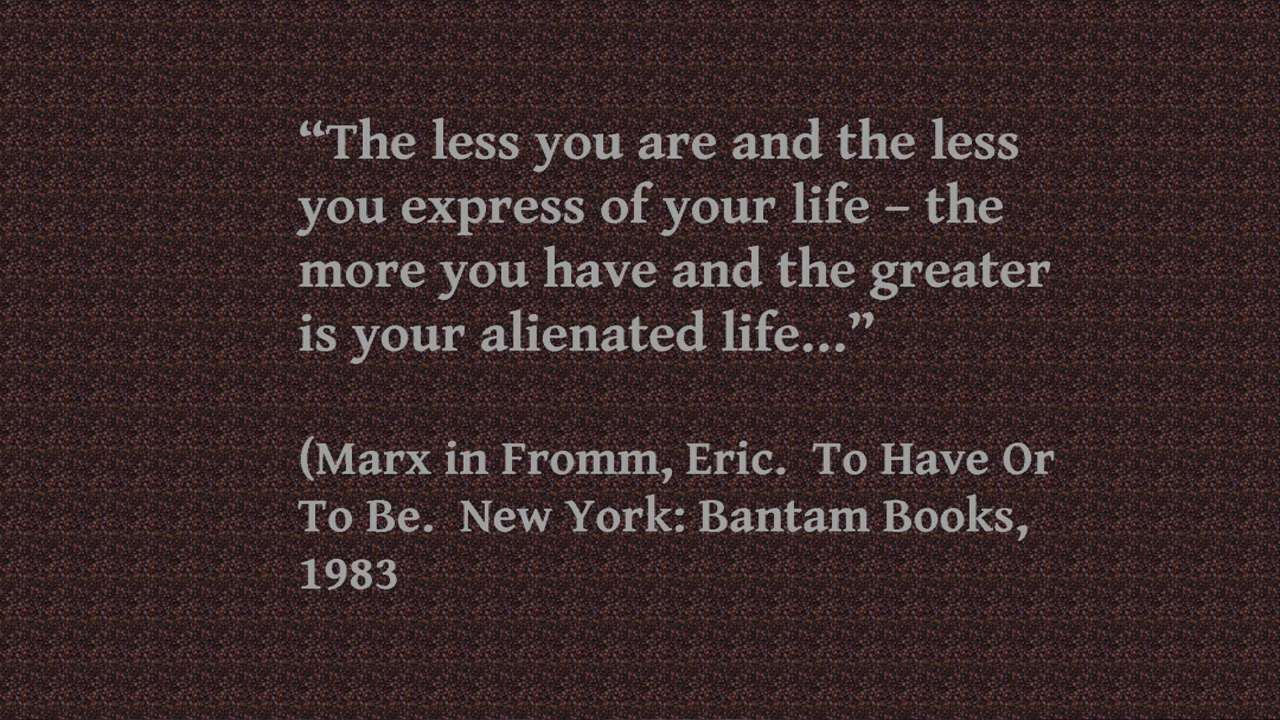 “The less you are and the less
you express of your life – the
more you have and the greater
is your alienated life...”
(Marx in Fromm, Eric.  To Have Or
To Be.  New York: Bantam Books,
1983